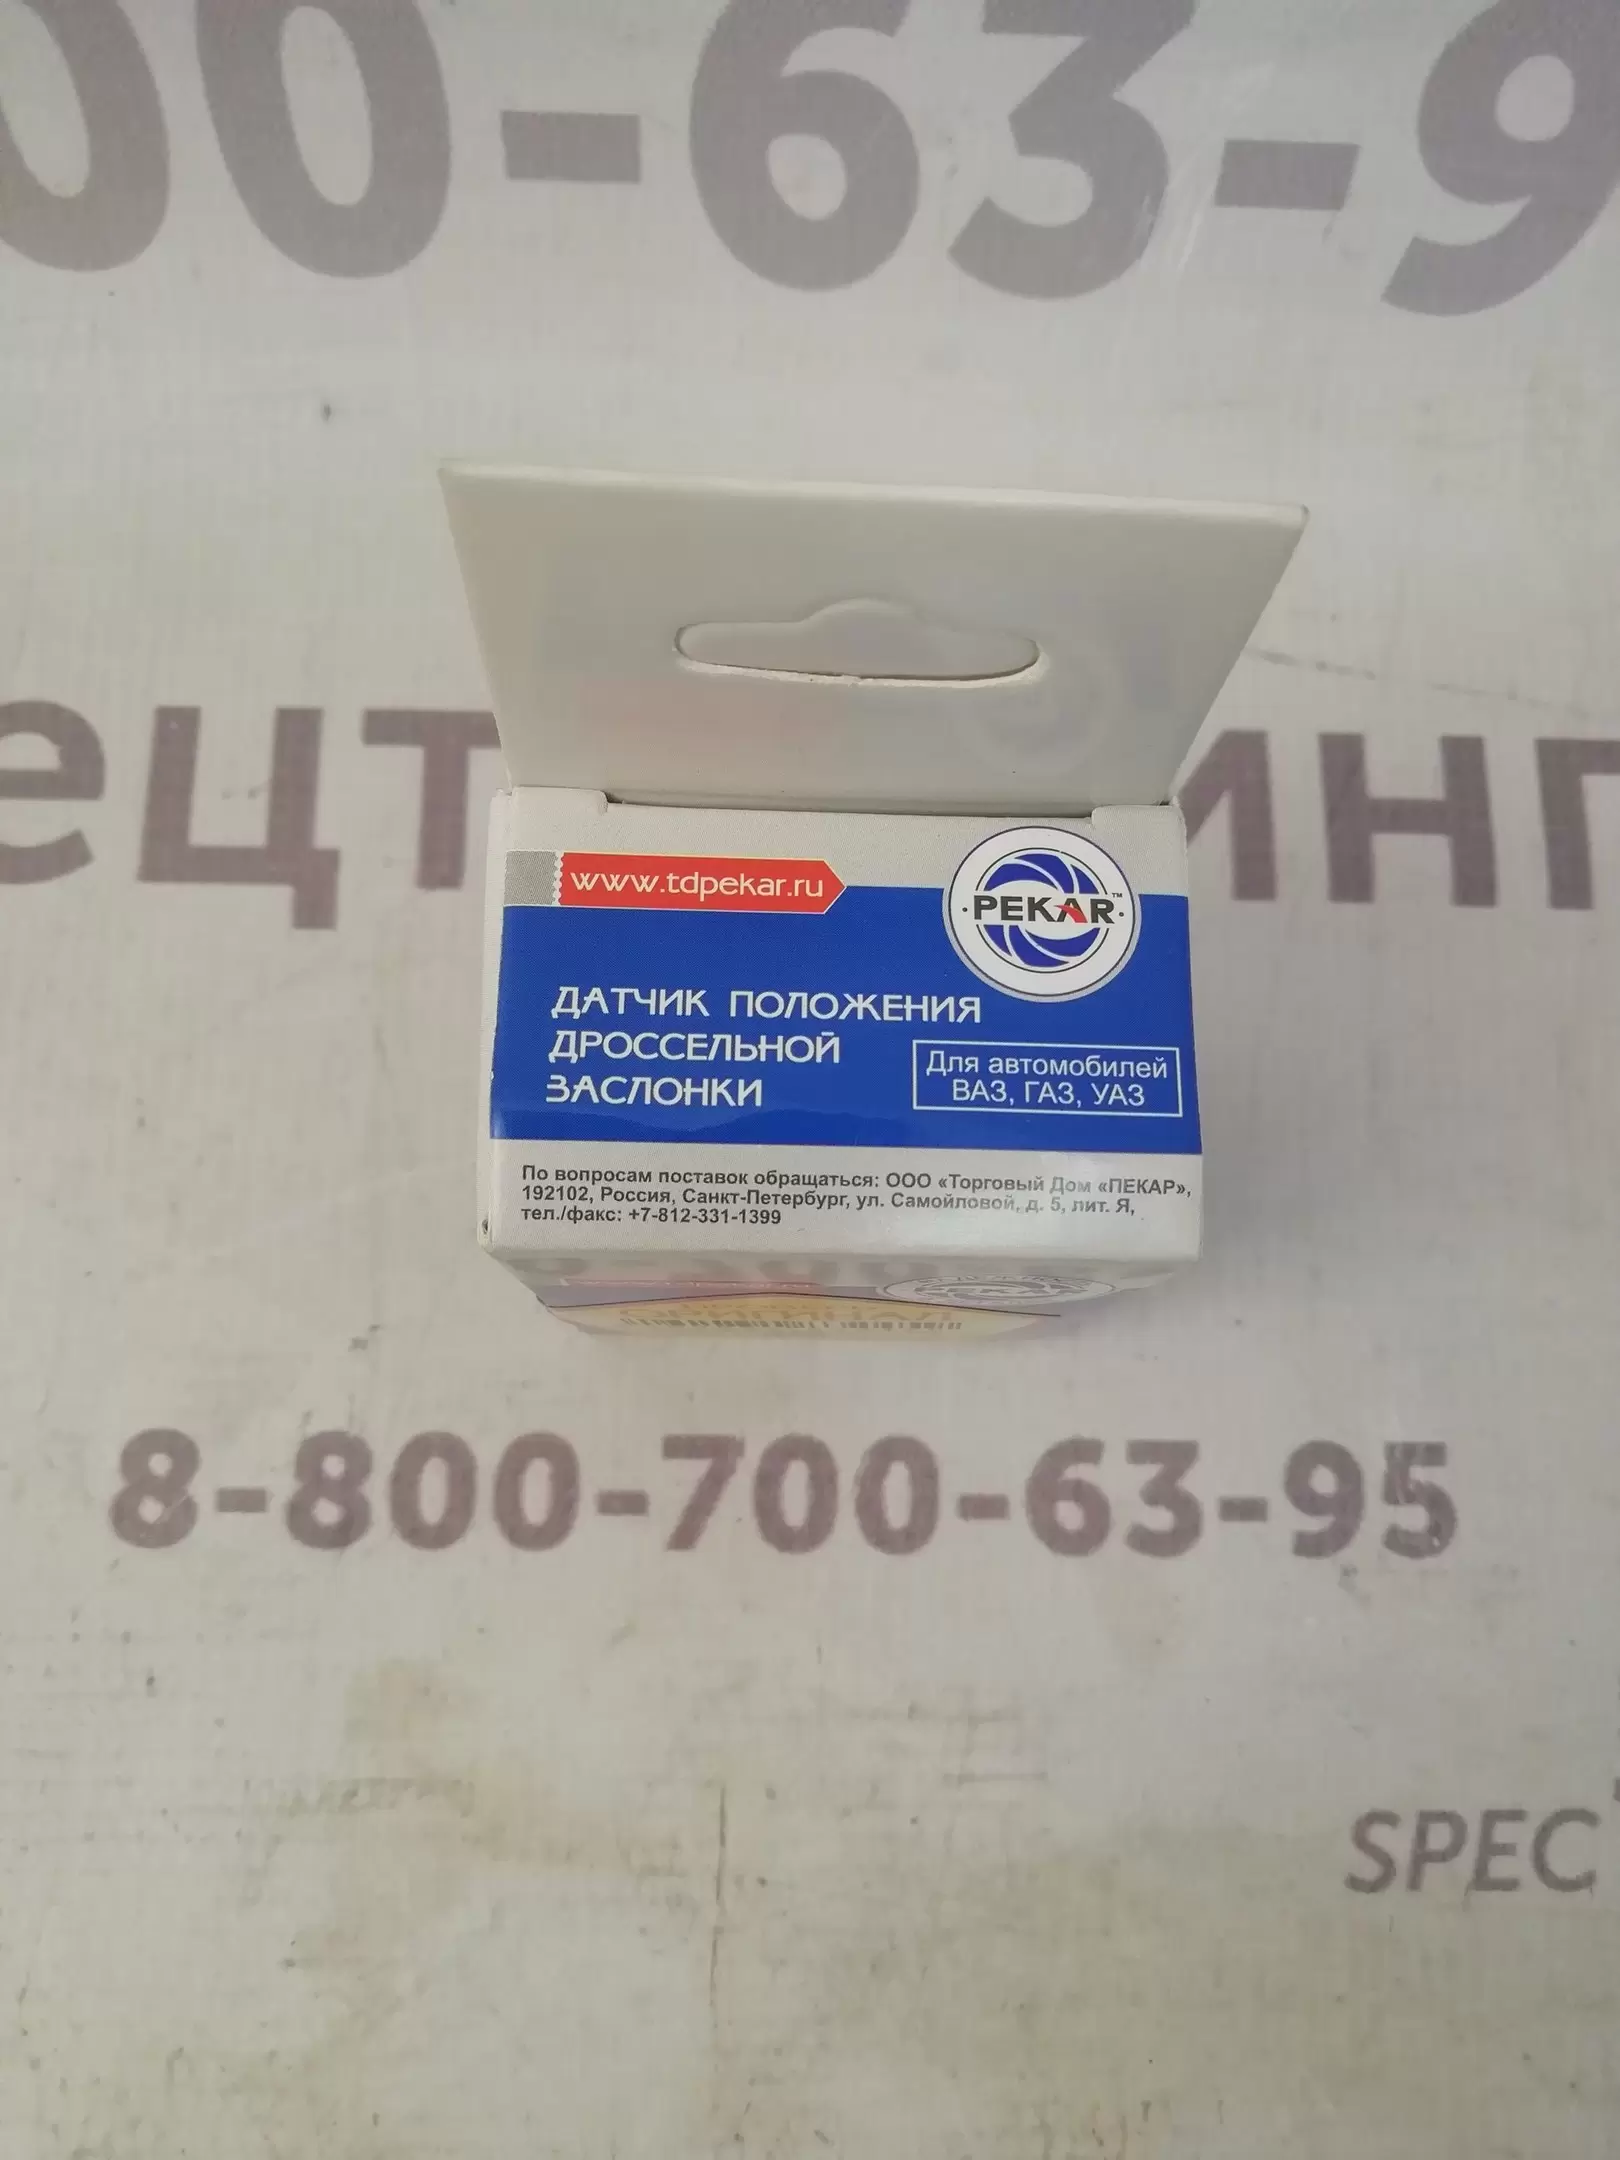 00-63-9
ецт
инг
www.tdpekar.ru
PEKAR™
ДАТЧИК ПОЛОЖЕНИЯ
ДРОССЕЛЬНОЙ
ЗАСЛОНКИ
Для автомобилей
ВАЗ, ГАЗ, УАЗ
По вопросам поставок обращаться: ООО «Торговый Дом «ПЕКАР»,
192102, Россия, Санкт-Петербург, ул. Самойловой, д. 5, лит. Я,
тел./факс: +7-812-331-1399
PEKAR
ОРИГИНАЛ
8-800-700-63-95
SPEC